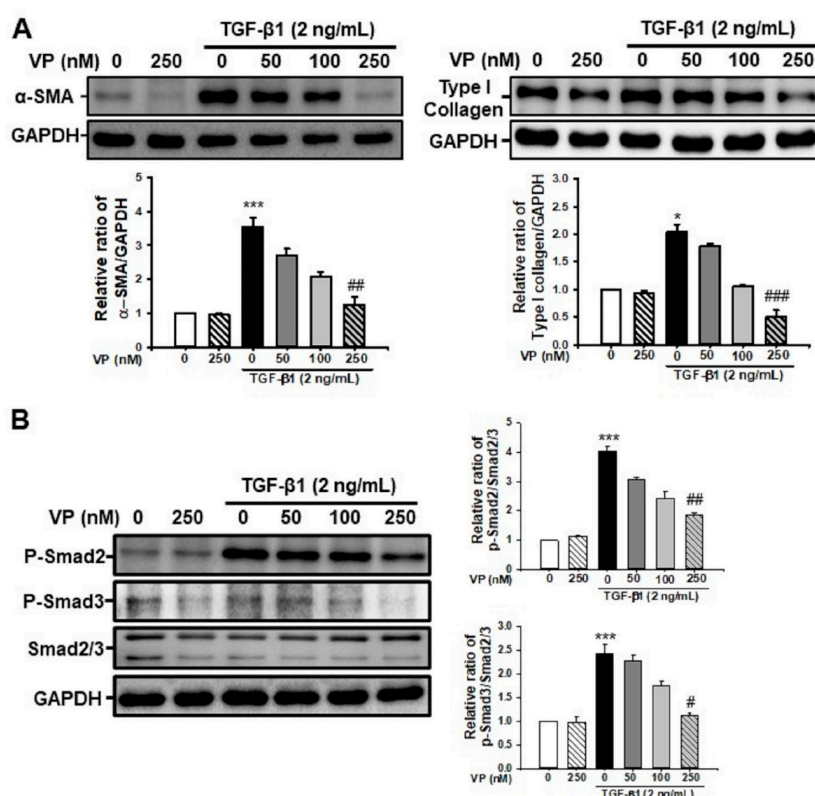 A
TGF-β1 (2 ng/mL)
VP (nM) 0 250 0 50 100 250
α-SMA
GAPDH
Relative ratio of
α-SMA/GAPDH
5
4
3
2
1
0
***
##
VP (nM) 0 250 0 50 100 250
TGF-β1 (2 ng/mL)
TGF-β1 (2 ng/mL)
VP (nM) 0 250 0 50 100 250
Type I
Collagen
GAPDH
Relative ratio of
Type I collagen/GAPDH
3.0
2.5
2.0
1.5
1.0
0.5
0.0
*
###
VP (nM) 0 250 0 50 100 250
TGF-β1 (2 ng/mL)
B
TGF-β1 (2 ng/mL)
VP (nM) 0 250 0 50 100 250
P-Smad2
P-Smad3
Smad2/3
GAPDH
Relative ratio of
p-Smad2/Smad2/3
5
4
3
2
1
0
***
##
VP (nM) 0 250 0 50 100 250
TGF-β1 (2 ng/mL)
Relative ratio of
p-Smad3/Smad2/3
3.0
2.5
2.0
1.5
1.0
0.5
0.0
***
#
VP (nM) 0 250 0 50 100 250
TGF-β1 (2 ng/mL)